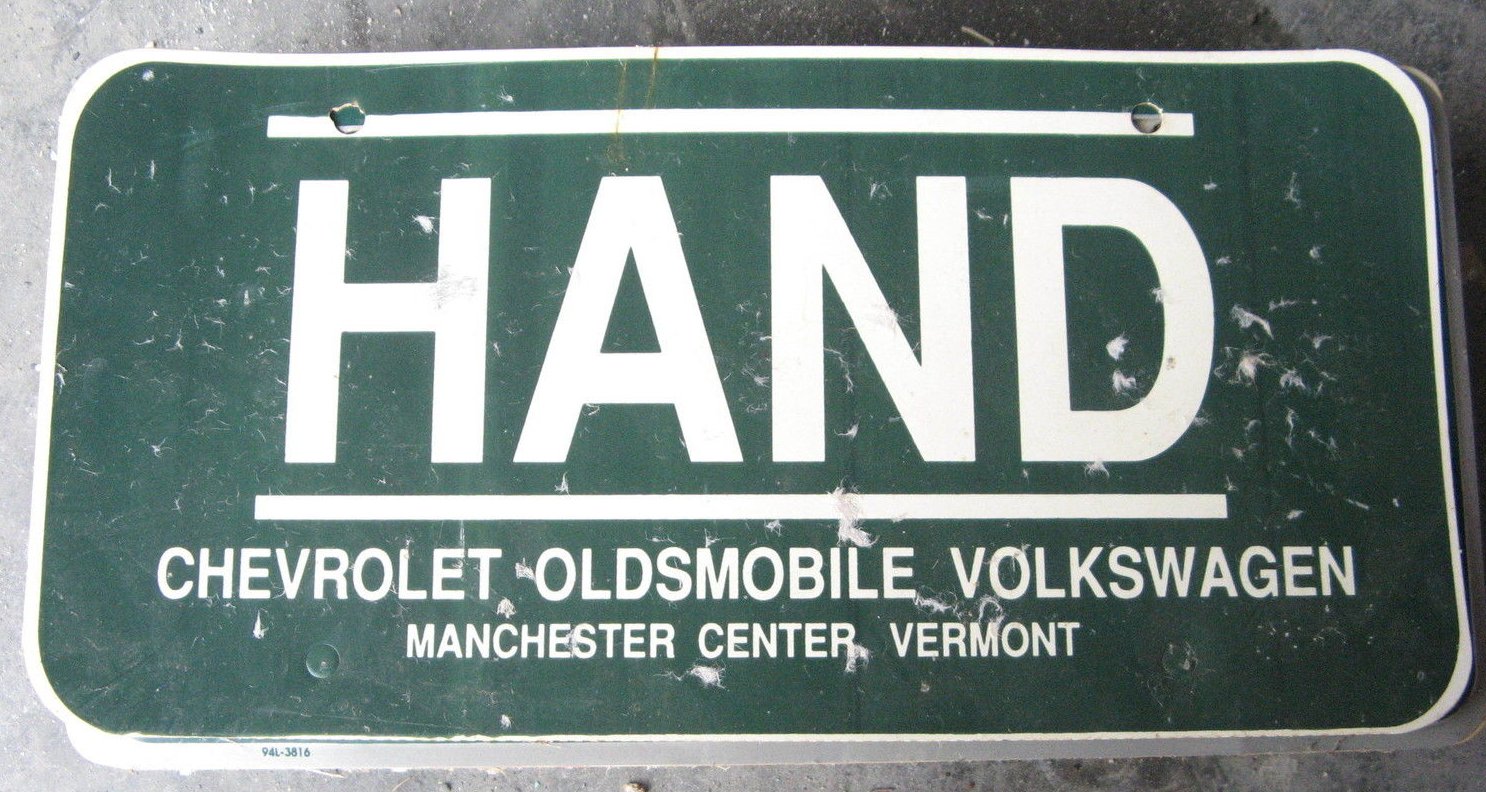 HAND
CHEVROLET OLDSMOBILE VOLKSWAGEN
MANCHESTER CENTER, VERMONT
94L-3816